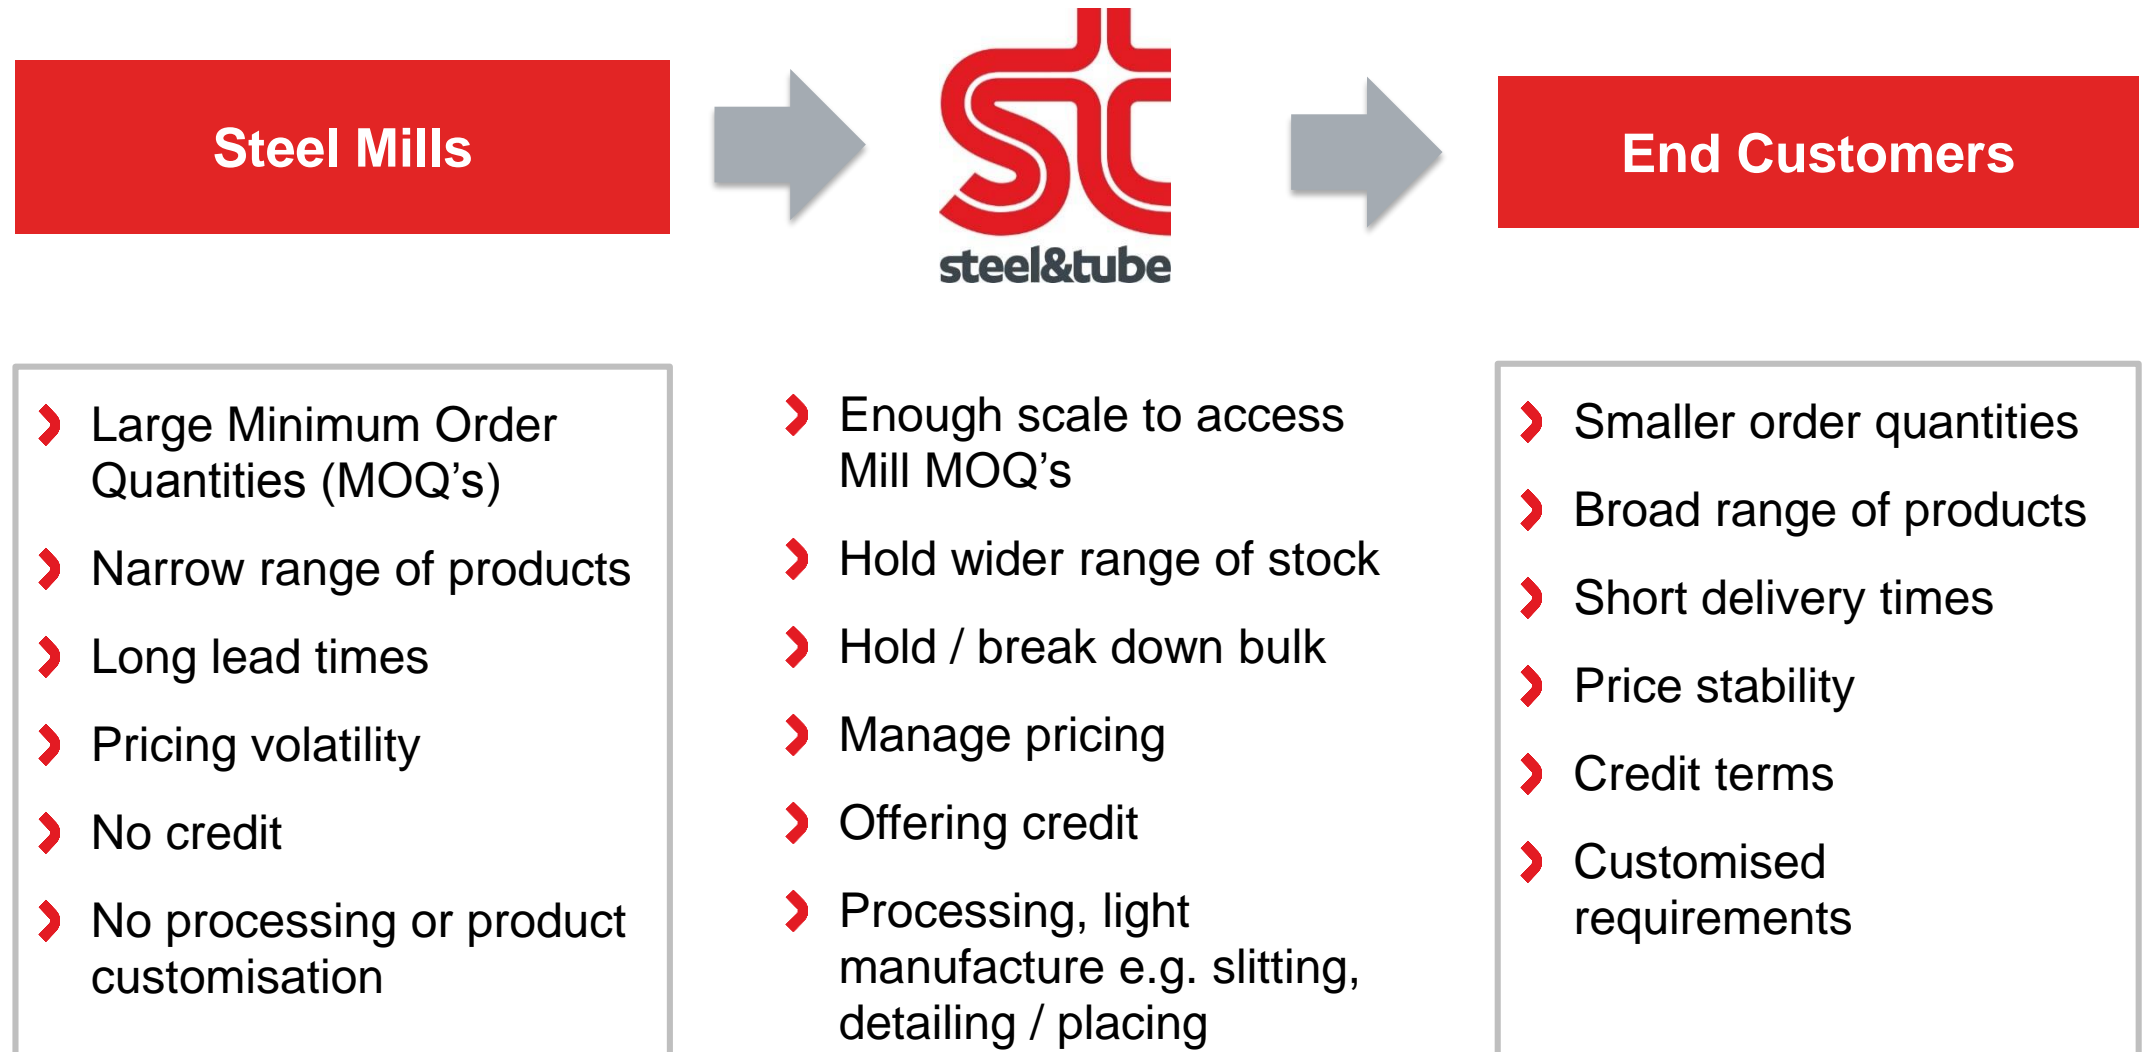 Steel Mills
st
steel&tube
End Customers
Large Minimum Order
Quantities (MOQ’s)
Narrow range of products
Long lead times
Pricing volatility
No credit
No processing or product
customisation
Enough scale to access
Mill MOQ’s
Hold wider range of stock
Hold / break down bulk
Manage pricing
Offering credit
Processing, light
manufacture e.g. slitting,
detailing / placing
Smaller order quantities
Broad range of products
Short delivery times
Price stability
Credit terms
Customised
requirements